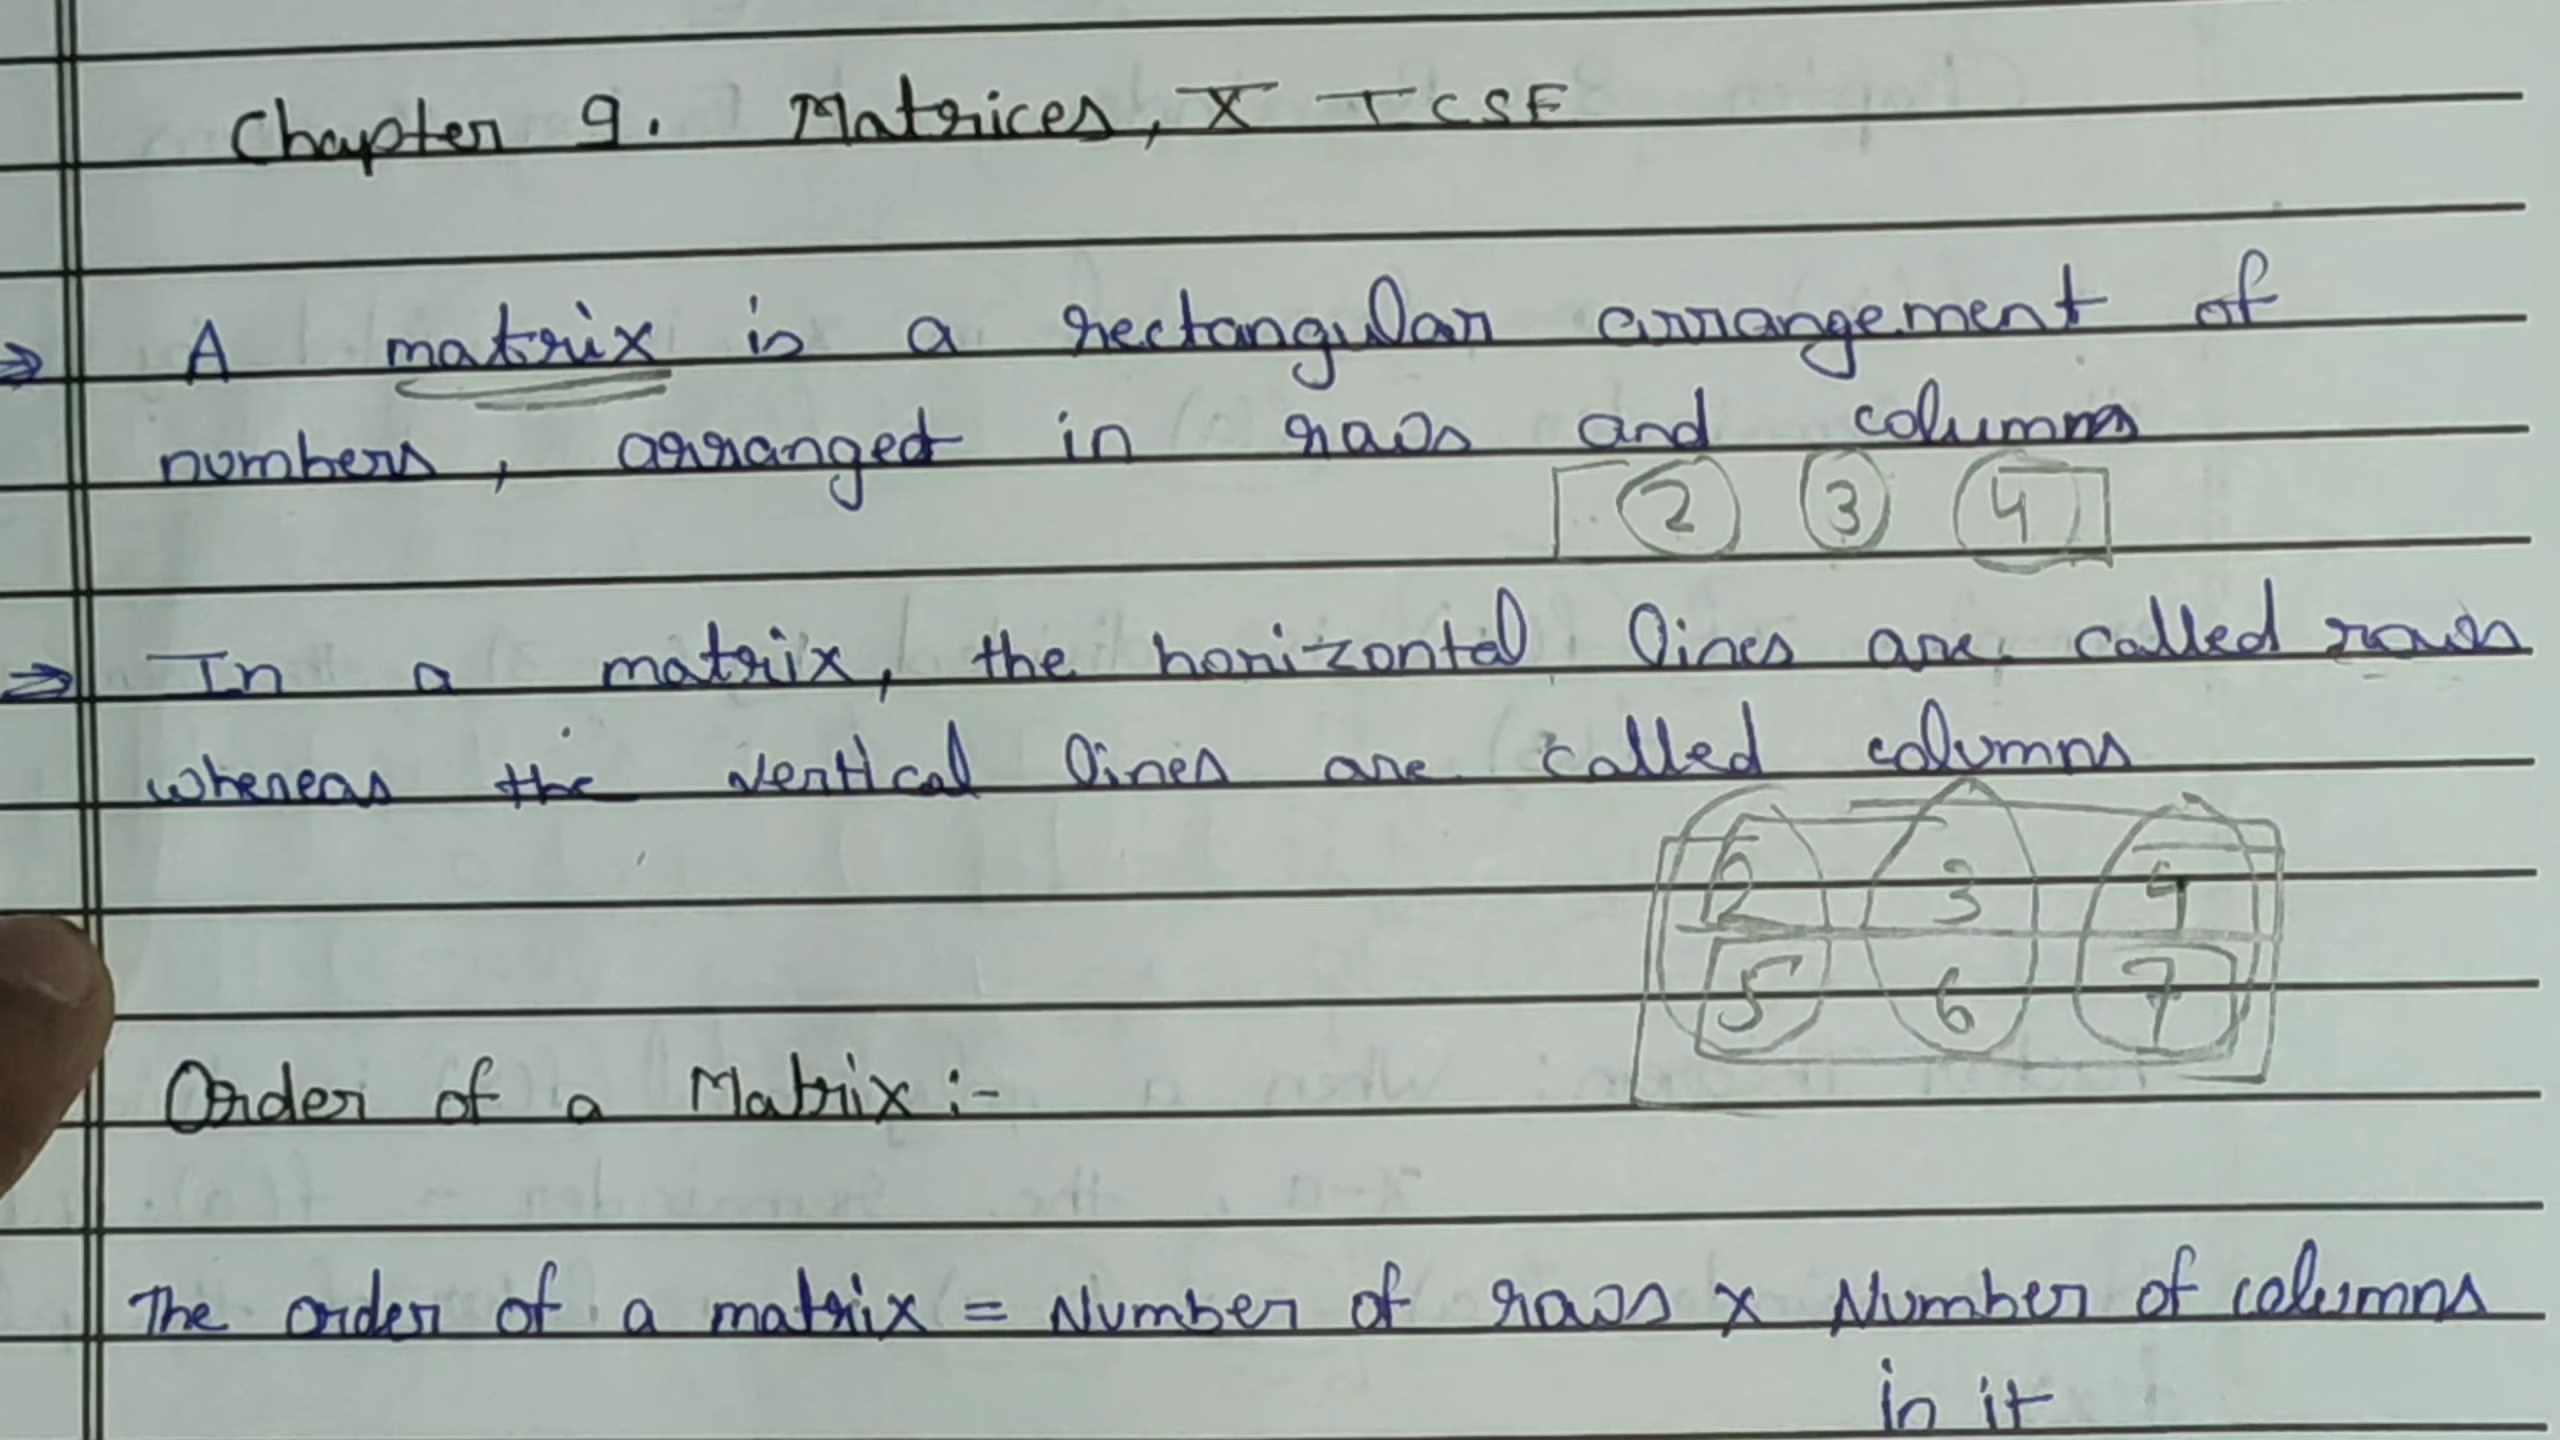 Chapter 9. Matrices, X ICSE
⇒ A matrix is a rectangular arrangement of
numbers, arranged in rows and columns
2 3 4
⇒ In a matrix, the horizontal lines are called rows
whereas the vertical lines are called columns
2 3 4
5 6 7
Order of a Matrix :-
The order of a matrix = Number of rows x Number of columns
in it